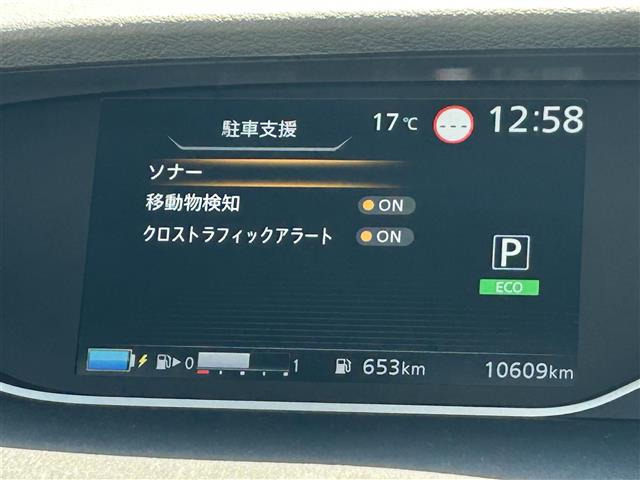 駐車支援 17℃ --- 12:58
ソナー
移動物検知 ON
クロストラフィックアラート ON
P
ECO
0 1 653km 10609km